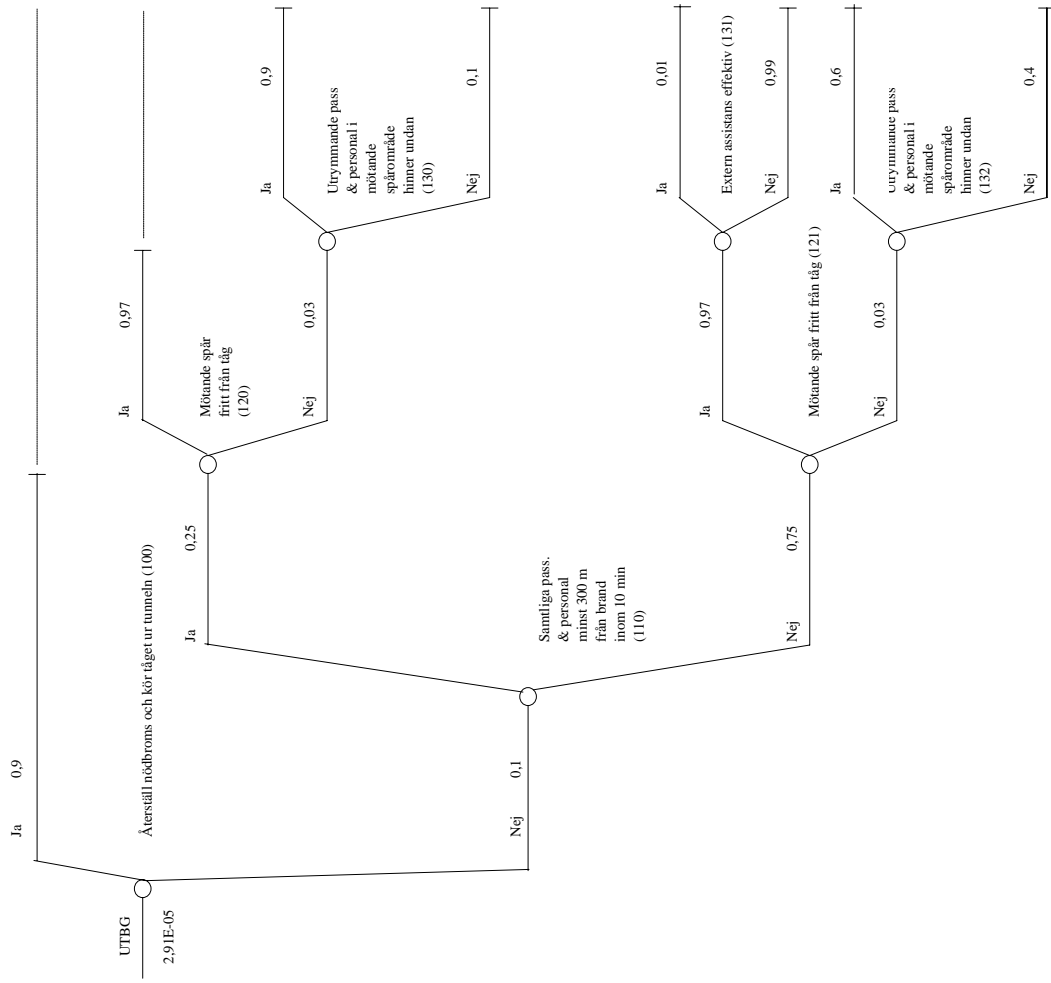 UTBG
2,91E-05
Återställ nödbroms och kör tåget ur tunneln (100)
Ja
0,9
Nej
0,1
Samtliga pass.
& personal
minst 300 m
från brand
inom 10 min
(110)
Ja
0,25
Nej
0,75
Mötande spår
fritt från tåg
(120)
Ja
0,97
Nej
0,03
Mötande spår fritt från tåg (121)
Ja
0,97
Nej
0,03
Utrymmande pass
& personal i
mötande
spårområde
hinner undan
(130)
Ja
0,9
Nej
0,1
Extern assistans effektiv (131)
Ja
0,01
Nej
0,99
Utrymmande pass
& personal i
mötande
spårområde
hinner undan
(132)
Ja
0,6
Nej
0,4